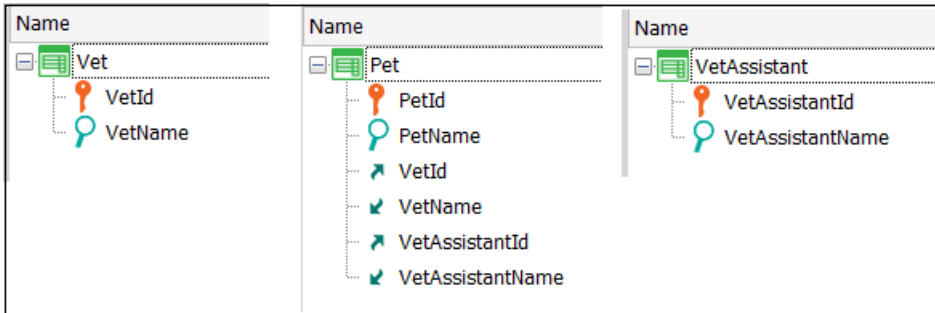 Name
Vet
VetId
VetName
Name
Pet
PetId
PetName
VetId
VetName
VetAssistantId
VetAssistantName
Name
VetAssistant
VetAssistantId
VetAssistantName